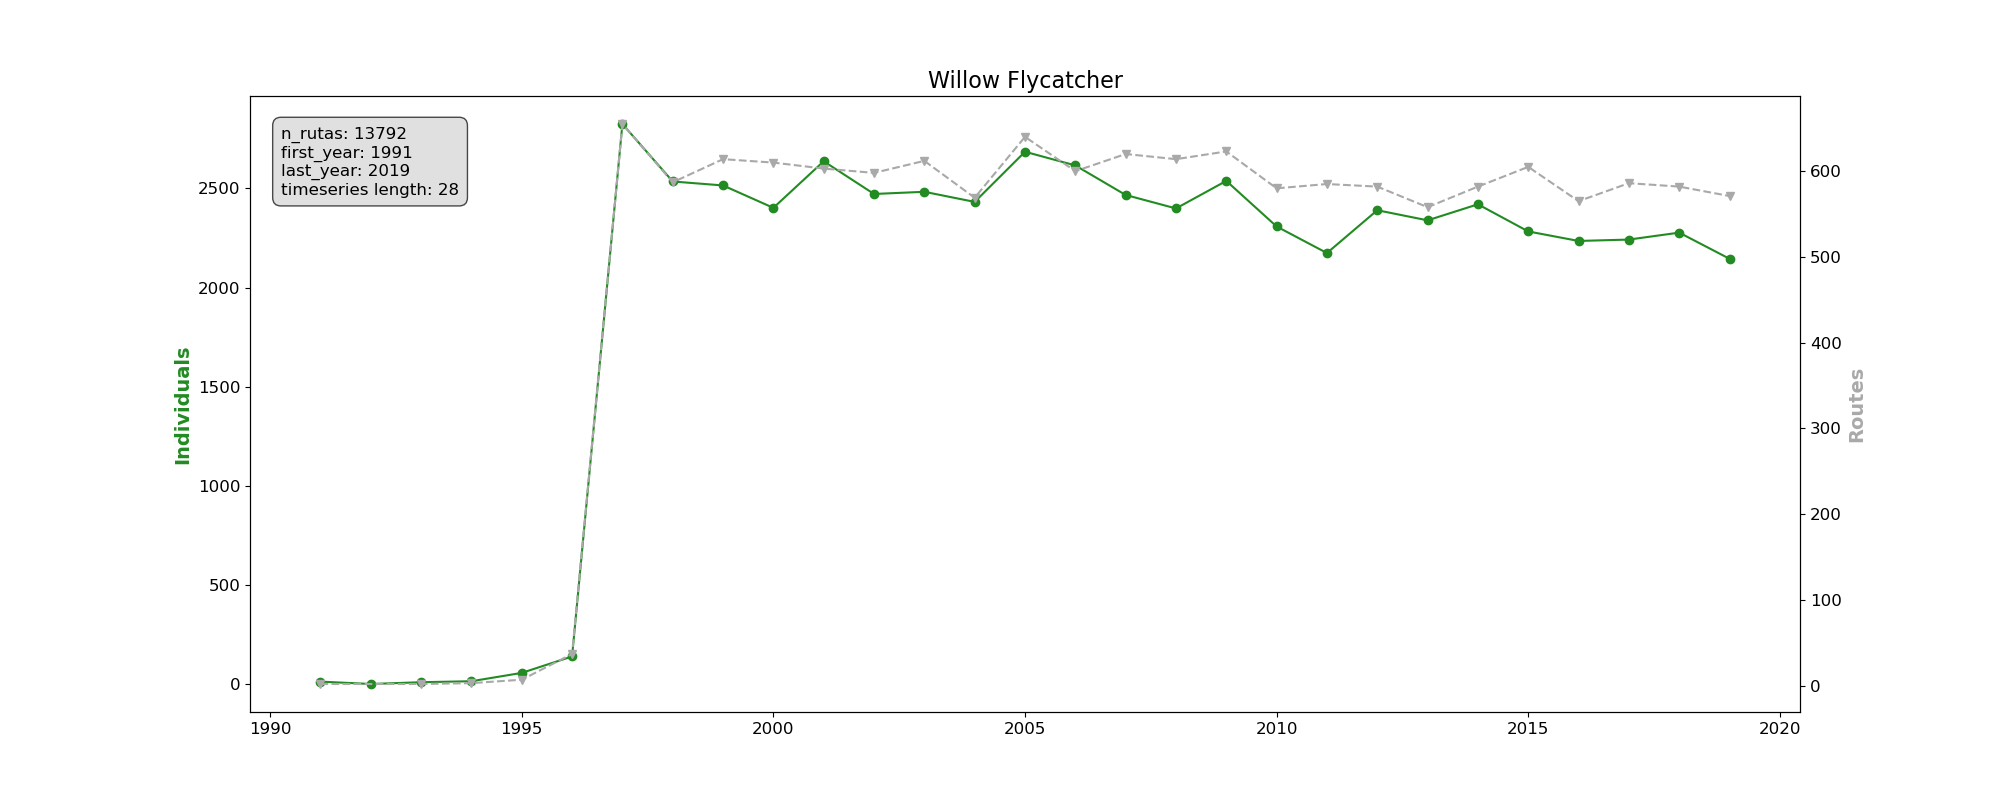 Willow Flycatcher
n_rutas: 13792
first_year: 1991
last_year: 2019
timeseries length: 28
Individuals
2500
2000
1500
1000
500
0
Routes
600
500
400
300
200
100
0
1990 1995 2000 2005 2010 2015 2020